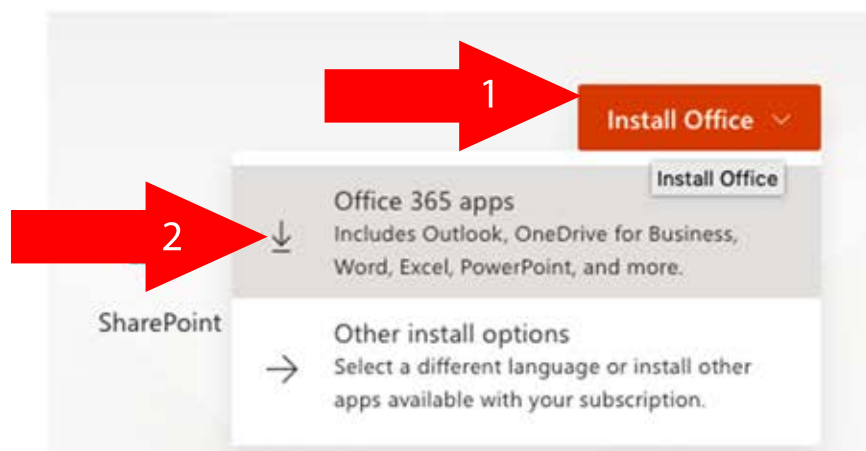 1
Install Office
Install Office
Office 365 apps
2
Includes Outlook, OneDrive for Business,
Word, Excel, PowerPoint, and more.
SharePoint
Other install options
Select a different language or install other
apps available with your subscription.